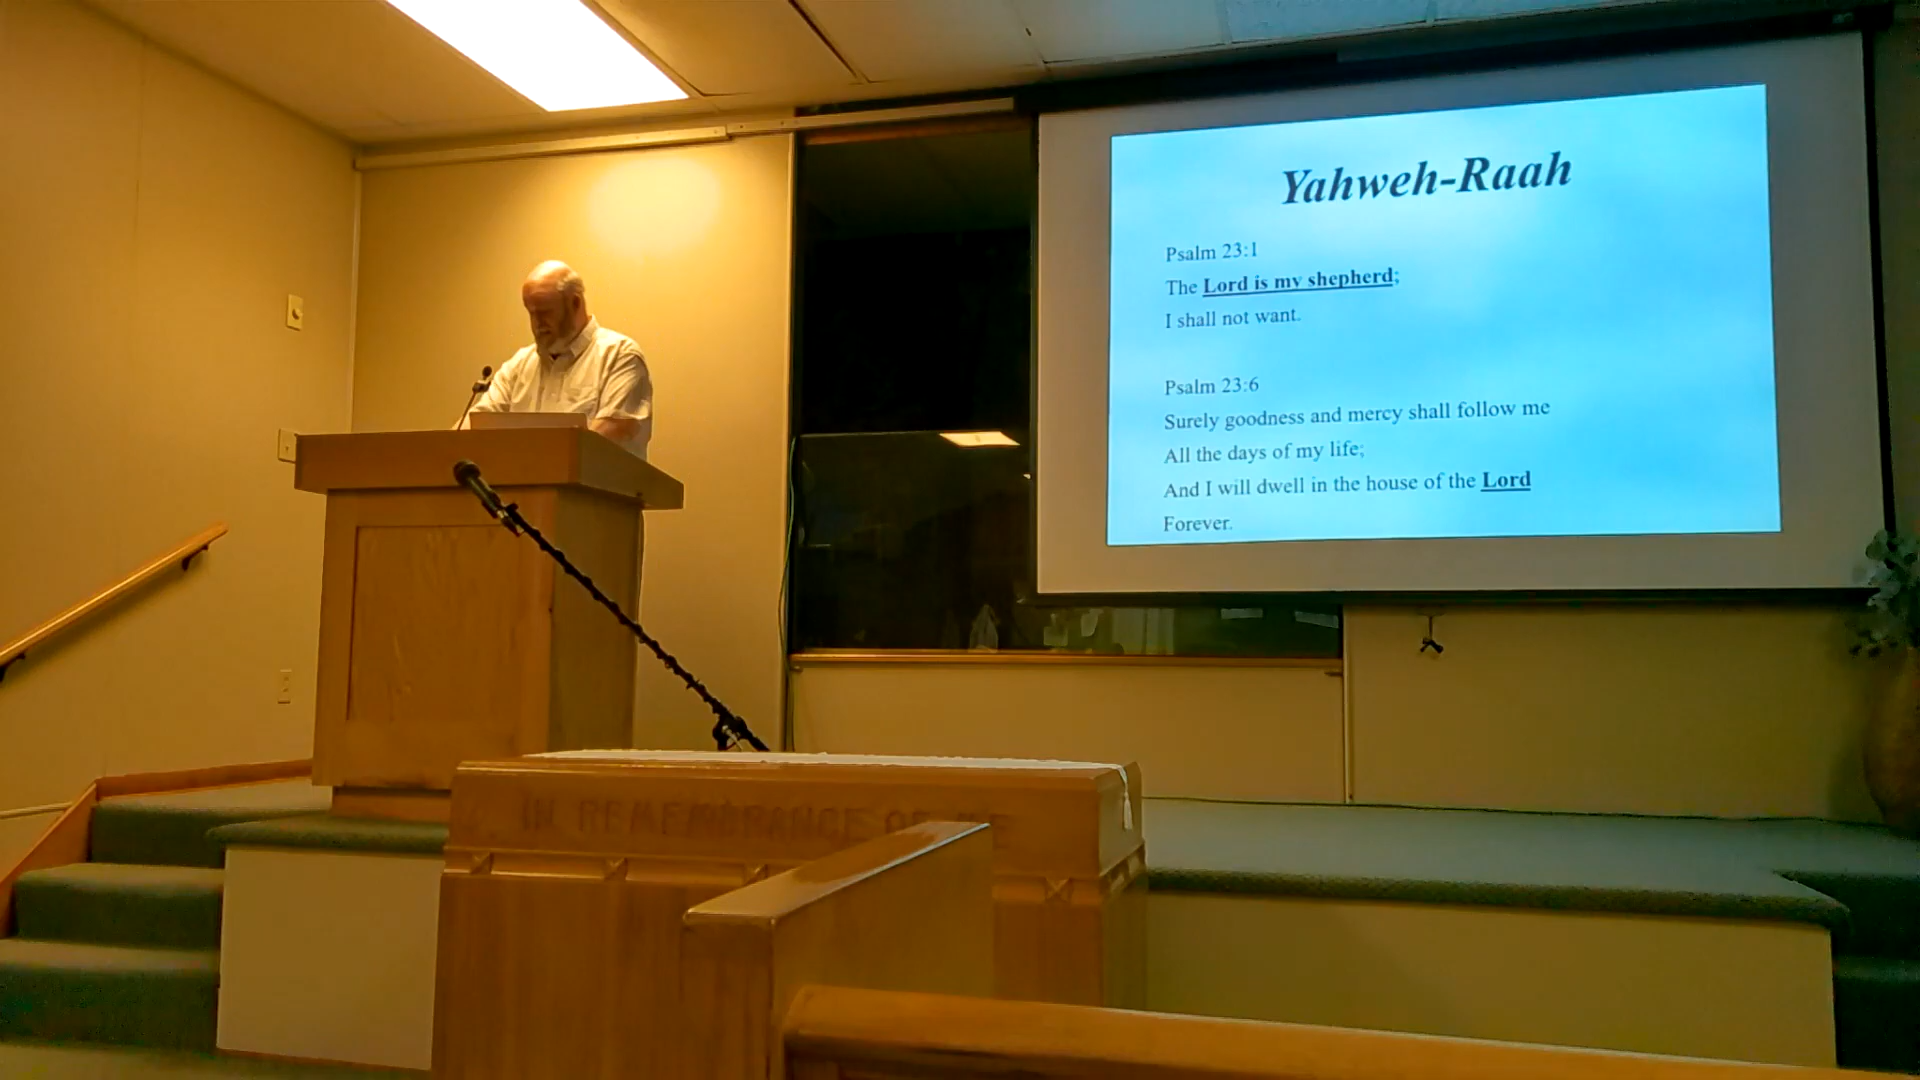 Yahweh-Raah
Psalm 23:1
The Lord is my shepherd;
I shall not want.
Psalm 23:6
Surely goodness and mercy shall follow me
All the days of my life;
And I will dwell in the house of the Lord
Forever.
IN REMEMBRANCE OF ME